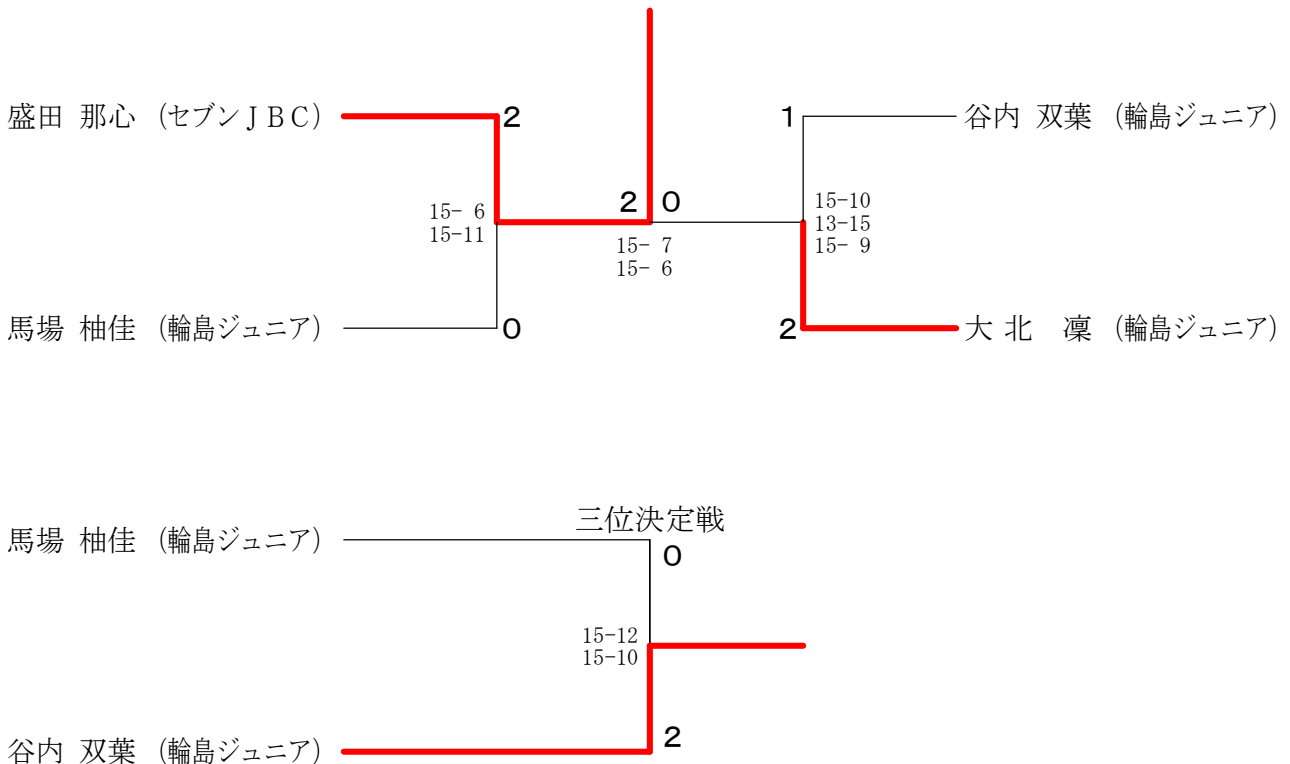 盛田 那心 (セブンJBC)
2
1
谷内 双葉 (輪島ジュニア)
15- 6
15-11
2 0
15- 7
15- 6
15-10
13-15
15- 9
馬場 柚佳 (輪島ジュニア)
0
2
大北 凜 (輪島ジュニア)
三位決定戦
馬場 柚佳 (輪島ジュニア)
0
15-12
15-10
谷内 双葉 (輪島ジュニア)
2